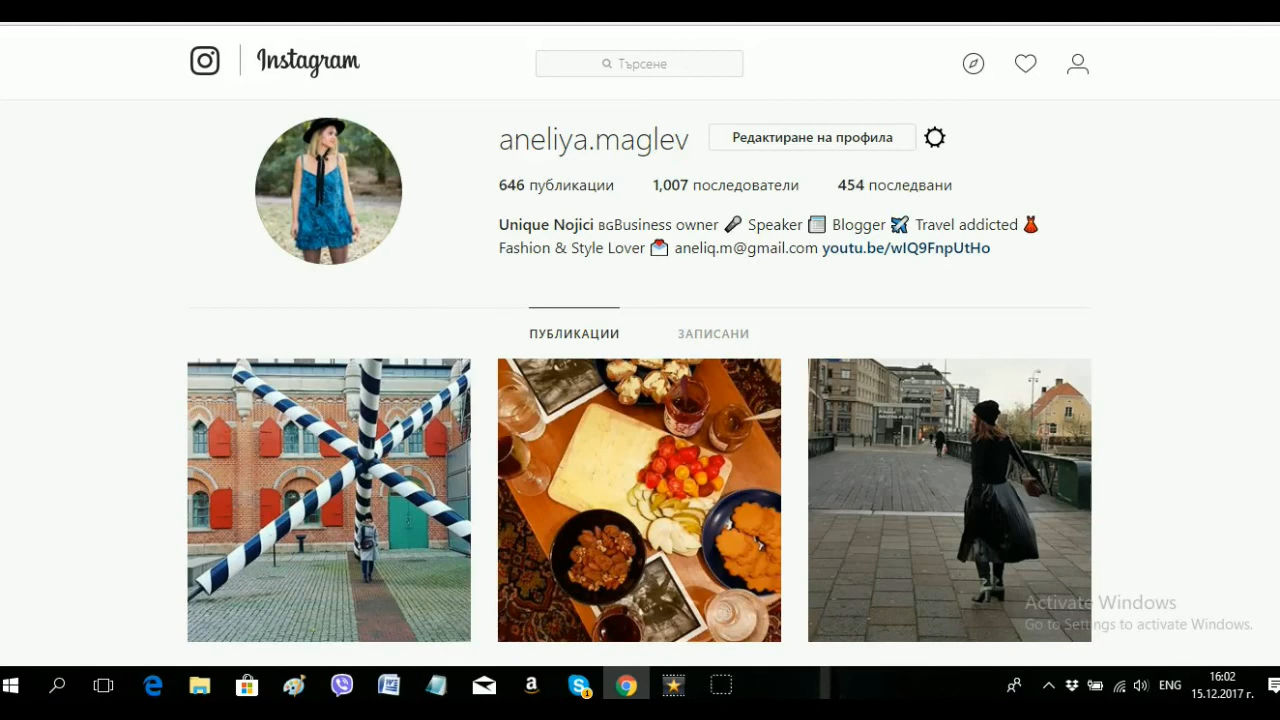 Instagram
Търсене
aneliya.maglev
Редактиране на профила
646 публикации 1,007 последователи 454 последвани
Unique Nojici BGBusiness owner 🎤 Speaker 📰 Blogger ✈️ Travel addicted 👗
Fashion & Style Lover 💌 aneliq.m@gmail.com youtu.be/wIQ9FnpUtHo
ПУБЛИКАЦИИ ЗАПИСАНИ
Activate Windows
Go to Settings to activate Windows.
ENG
16:02
15.12.2017 г.